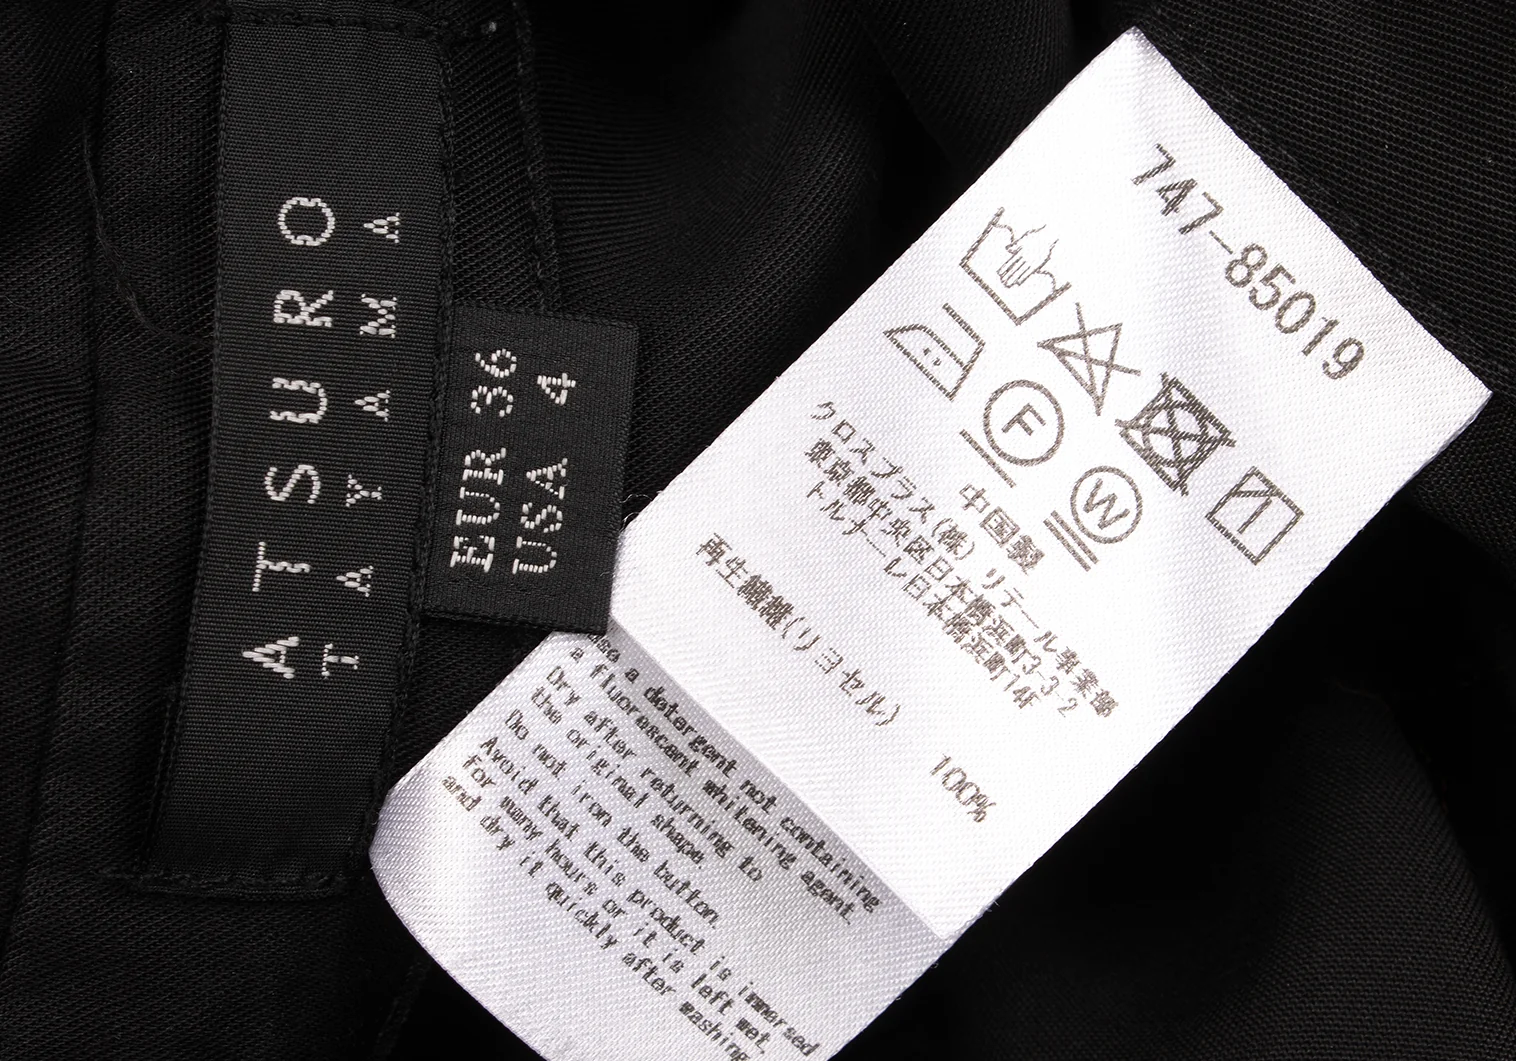 ATSURO
TAYAMA
EUR 36
USA 4
747-85019
F
W
中国製
クロスプラス(株) リテール事業部
東京都中央区日本橋浜町3-3-2
トルナーレ日本橋浜町14F
再生繊維(リヨセル) 100%
a detergent not containing
a fluorescent whitening agent.
Dry after returning to
the original shape.
Do not iron the button.
Avoid that this product is immersed
for many hours or it is left wet,
and dry it quickly after washing